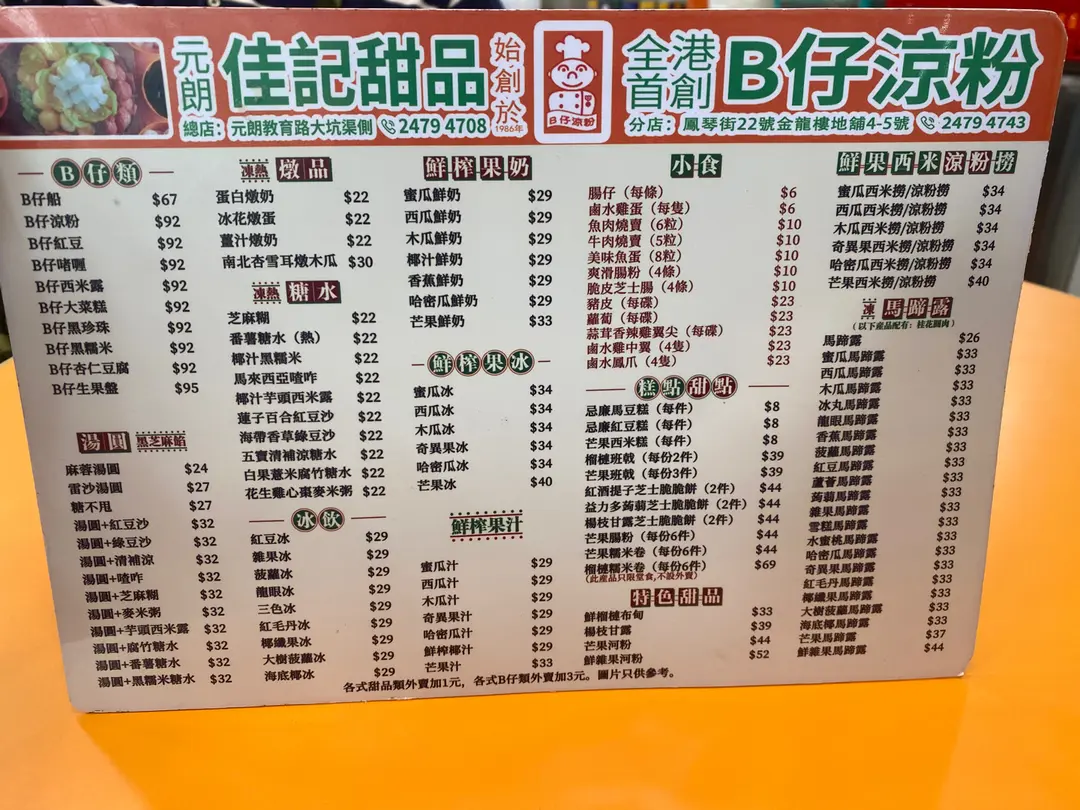 元朗 佳記甜品 始創於1986年
B仔涼粉
全港首創 B仔涼粉
總店：元朗教育路大坑渠側 2479 4708
分店：鳳琴街22號金龍樓地舖4-5號 2479 4743
B仔類
B仔船 $67
B仔涼粉 $92
B仔紅豆 $92
B仔啫喱 $92
B仔西米露 $92
B仔大菜糕 $92
B仔黑珍珠 $92
B仔黑糯米 $92
B仔杏仁豆腐 $92
B仔生果盤 $95
湯圓 黑芝麻餡
麻蓉湯圓 $24
雷沙湯圓 $27
糖不甩 $27
湯圓+紅豆沙 $32
湯圓+綠豆沙 $32
湯圓+清補涼 $32
湯圓+喳咋 $32
湯圓+芝麻糊 $32
湯圓+麥米粥 $32
湯圓+芋頭西米露 $32
湯圓+腐竹糖水 $32
湯圓+番薯糖水 $32
湯圓+黑糯米糖水 $32
凍熱 燉品
蛋白燉奶 $22
冰花燉蛋 $22
薑汁燉奶 $22
南北杏雪耳燉木瓜 $30
凍熱 糖水
芝麻糊 $22
番薯糖水（熱） $22
椰汁黑糯米 $22
馬來西亞喳咋 $22
椰汁芋頭西米露 $22
蓮子百合紅豆沙 $22
海帶香草綠豆沙 $22
五寶清補涼糖水 $22
白果薏米腐竹糖水 $22
花生雞心棗麥米粥 $22
冰飲
紅豆冰 $29
雜果冰 $29
菠蘿冰 $29
龍眼冰 $29
三色冰 $29
紅毛丹冰 $29
椰纖果冰 $29
大樹菠蘿冰 $29
海底椰冰 $29
鮮榨果奶
蜜瓜鮮奶 $29
西瓜鮮奶 $29
木瓜鮮奶 $29
椰汁鮮奶 $29
香蕉鮮奶 $29
哈密瓜鮮奶 $29
芒果鮮奶 $33
鮮榨果冰
蜜瓜冰 $34
西瓜冰 $34
木瓜冰 $34
奇異果冰 $34
哈密瓜冰 $34
芒果冰 $40
鮮榨果汁
蜜瓜汁 $29
西瓜汁 $29
木瓜汁 $29
奇異果汁 $29
哈密瓜汁 $29
鮮榨椰汁 $29
芒果汁 $33
小食
腸仔（每條） $6
鹵水雞蛋（每隻） $6
魚肉燒賣（6粒） $10
牛肉燒賣（5粒） $10
美味魚蛋（8粒） $10
爽滑腸粉（4條） $10
脆皮芝士腸（4條） $10
豬皮（每碟） $23
蘿蔔（每碟） $23
蒜茸香辣雞翼尖（每碟） $23
鹵水雞中翼（4隻） $23
鹵水鳳爪（4隻） $23
糕點甜點
忌廉馬豆糕（每件） $8
忌廉紅豆糕（每件） $8
芒果西米糕（每件） $8
榴槤班戟（每份2件） $39
芒果班戟（每份3件） $39
紅酒提子芝士脆脆餅（2件） $44
益力多蒟蒻芝士脆脆餅（2件） $44
楊枝甘露芝士脆脆餅（2件） $44
芒果腸粉（每份6件） $44
芒果糯米卷（每份6件） $44
榴槤糯米卷（每份6件） $69
（此產品只限堂食,不設外賣）
特色甜品
鮮榴槤布甸 $33
楊枝甘露 $39
芒果河粉 $44
鮮雜果河粉 $52
鮮果西米涼粉撈
蜜瓜西米撈/涼粉撈 $34
西瓜西米撈/涼粉撈 $34
木瓜西米撈/涼粉撈 $34
奇異果西米撈/涼粉撈 $34
哈密瓜西米撈/涼粉撈 $34
芒果西米撈/涼粉撈 $40
凍 馬蹄露
（以下產品配有：桂花圓肉）
馬蹄露 $26
蜜瓜馬蹄露 $33
西瓜馬蹄露 $33
木瓜馬蹄露 $33
冰丸馬蹄露 $33
龍眼馬蹄露 $33
香蕉馬蹄露 $33
菠蘿馬蹄露 $33
紅豆馬蹄露 $33
蘆薈馬蹄露 $33
蒟蒻馬蹄露 $33
雜果馬蹄露 $33
雪糕馬蹄露 $33
水蜜桃馬蹄露 $33
哈密瓜馬蹄露 $33
奇異果馬蹄露 $33
紅毛丹馬蹄露 $33
椰纖果馬蹄露 $33
大樹菠蘿馬蹄露 $33
海底椰馬蹄露 $33
芒果馬蹄露 $37
鮮雜果馬蹄露 $44
各式甜品類外賣加1元，各式B仔類外賣加3元。圖片只供參考。